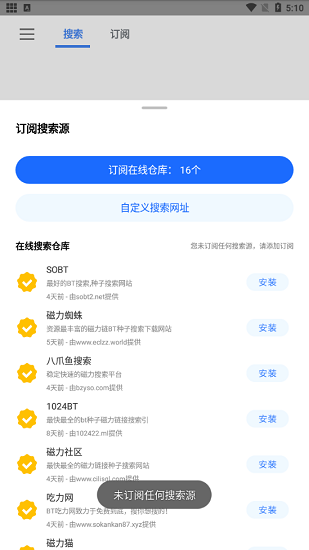 5:10
搜索 订阅
订阅搜索源
订阅在线仓库： 16个
自定义搜索网址
在线搜索仓库 您未订阅任何搜索源，请添加订阅
SOBT
最好的BT搜索,种子搜索网站
4天前 - 由sobt2.net提供
安装
磁力蜘蛛
资源最丰富的磁力链BT种子搜索下载网站
5天前 - 由www.eclzz.world提供
安装
八爪鱼搜索
稳定快速的磁力搜索平台
4天前 - 由bzyso.com提供
安装
1024BT
最快最全的bt种子磁力链接搜索引
8天前 - 由102422.ml提供
安装
磁力社区
最快最全的磁力链接种子搜索网站
4天前 - 由www.cilisql.com提供
安装
吃力网
BT吃力网致力于免费到底，搜你想搜的！
4天前 - 由www.sokankan87.xyz提供
安装
磁力猫
安装
未订阅任何搜索源